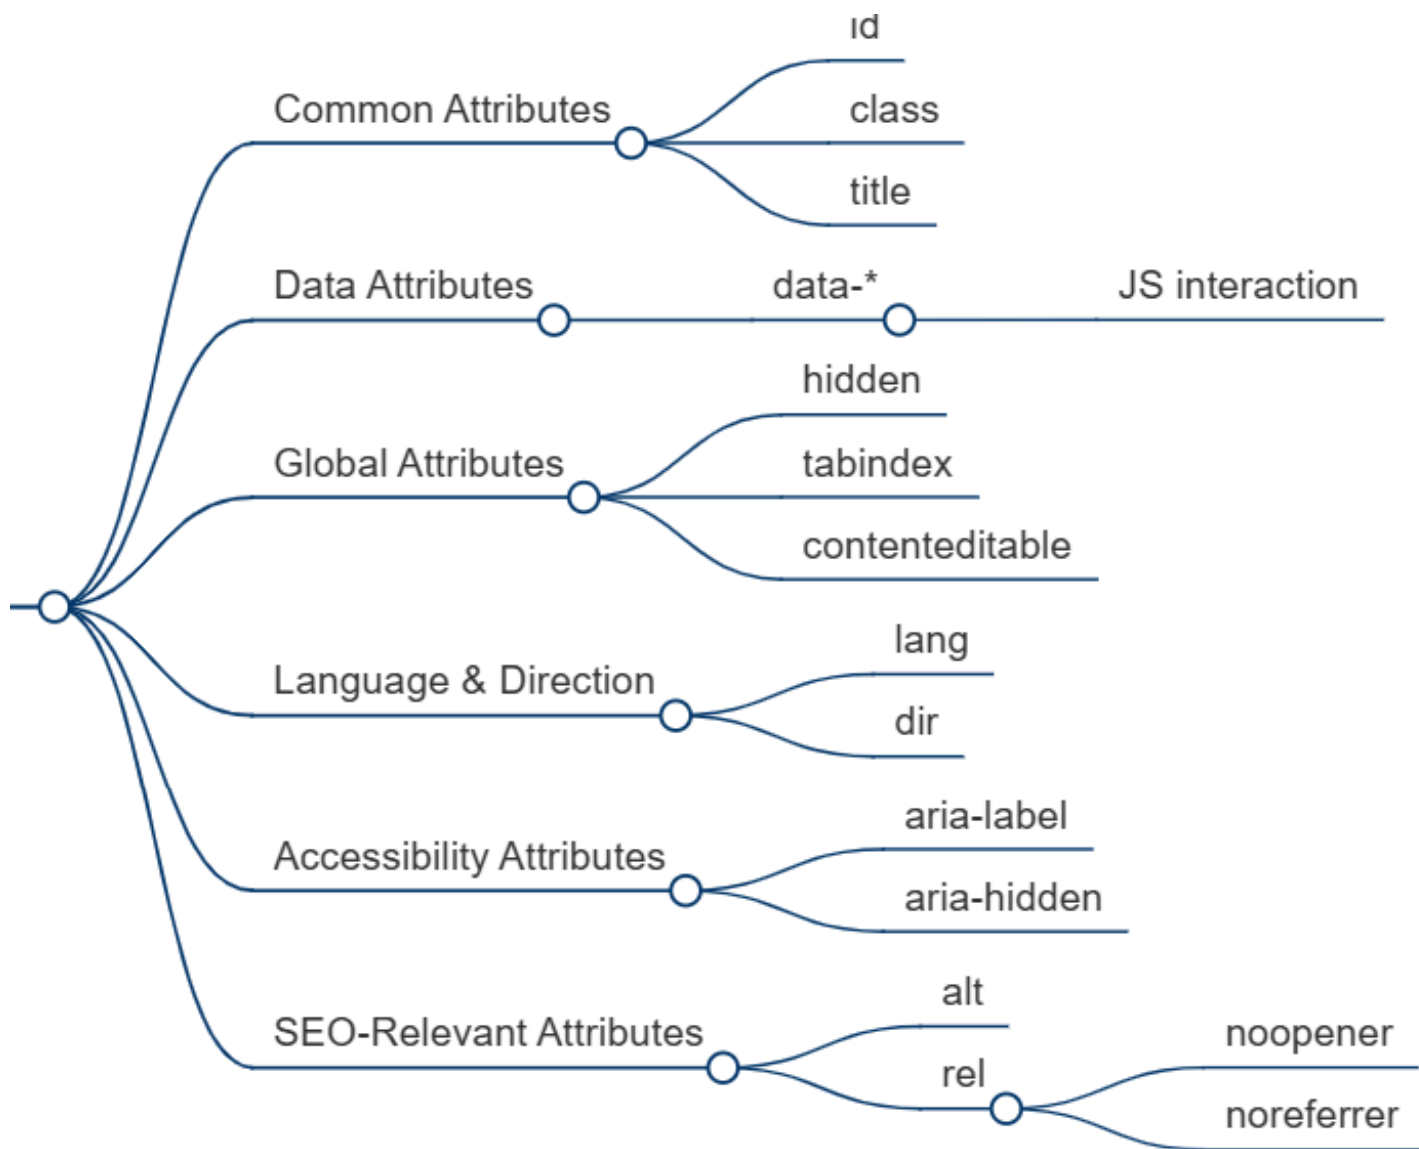 id
Common Attributes
class
title
Data Attributes
data-*
JS interaction
hidden
Global Attributes
tabindex
contenteditable
lang
Language & Direction
dir
aria-label
Accessibility Attributes
aria-hidden
alt
SEO-Relevant Attributes
noopener
rel
noreferrer